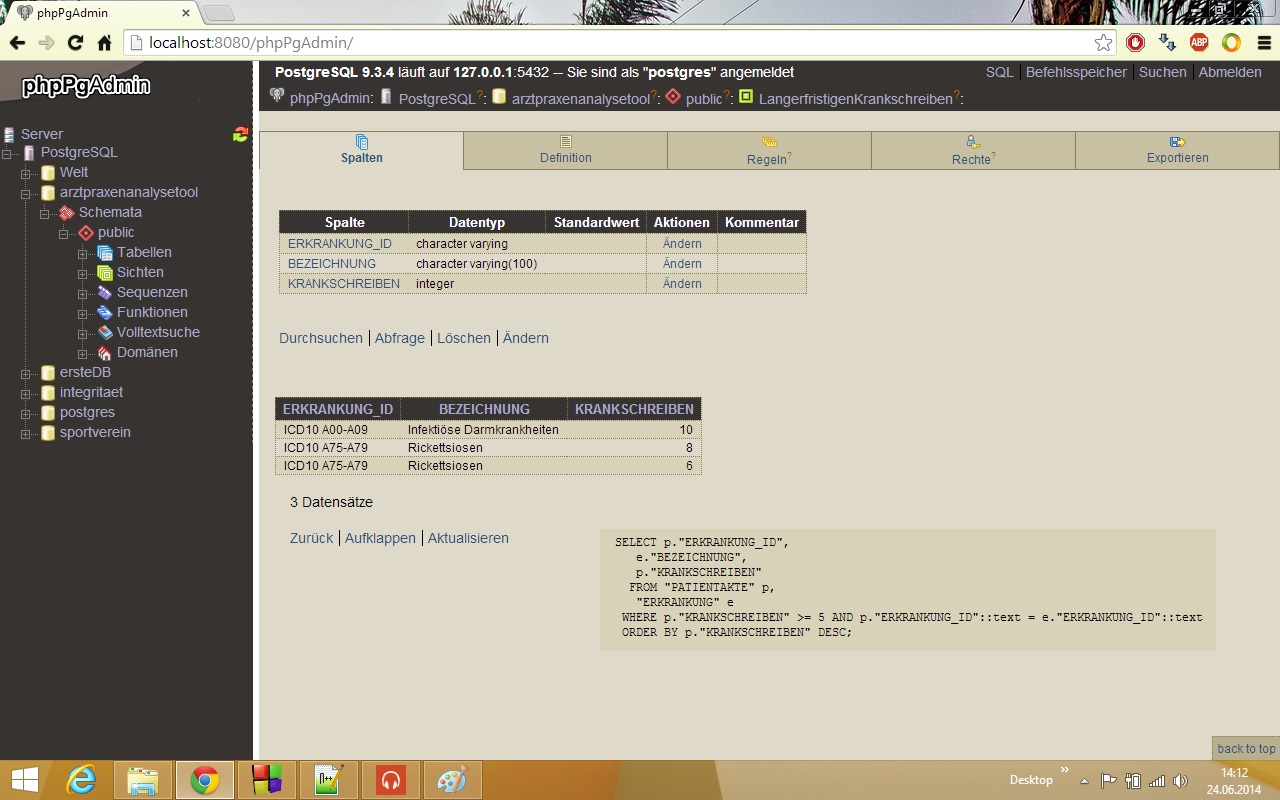 phpPgAdmin
localhost:8080/phpPgAdmin/
ABP
phpPgAdmin
Server
PostgreSQL
Welt
arztpraxenanalysetool
Schemata
public
Tabellen
Sichten
Sequenzen
Funktionen
Volltextsuche
Domänen
ersteDB
integritaet
postgres
sportverein
PostgreSQL 9.3.4 läuft auf 127.0.0.1:5432 -- Sie sind als "postgres" angemeldet
SQL | Befehlsspeicher | Suchen | Abmelden
phpPgAdmin: PostgreSQL?: arztpraxenanalysetool?: public?: LangerfristigenKrankschreiben?:
Spalten Definition Regeln? Rechte? Exportieren
Spalte Datentyp Standardwert Aktionen Kommentar
ERKRANKUNG_ID character varying Ändern
BEZEICHNUNG character varying(100) Ändern
KRANKSCHREIBEN integer Ändern
Durchsuchen | Abfrage | Löschen | Ändern
ERKRANKUNG_ID BEZEICHNUNG KRANKSCHREIBEN
ICD10 A00-A09 Infektiöse Darmkrankheiten 10
ICD10 A75-A79 Rickettsiosen 8
ICD10 A75-A79 Rickettsiosen 6
3 Datensätze
Zurück | Aufklappen | Aktualisieren
SELECT p."ERKRANKUNG_ID",
e."BEZEICHNUNG",
p."KRANKSCHREIBEN"
FROM "PATIENTAKTE" p,
"ERKRANKUNG" e
WHERE p."KRANKSCHREIBEN" >= 5 AND p."ERKRANKUNG_ID"::text = e."ERKRANKUNG_ID"::text
ORDER BY p."KRANKSCHREIBEN" DESC;
back to top
Desktop
14:12
24.06.2014